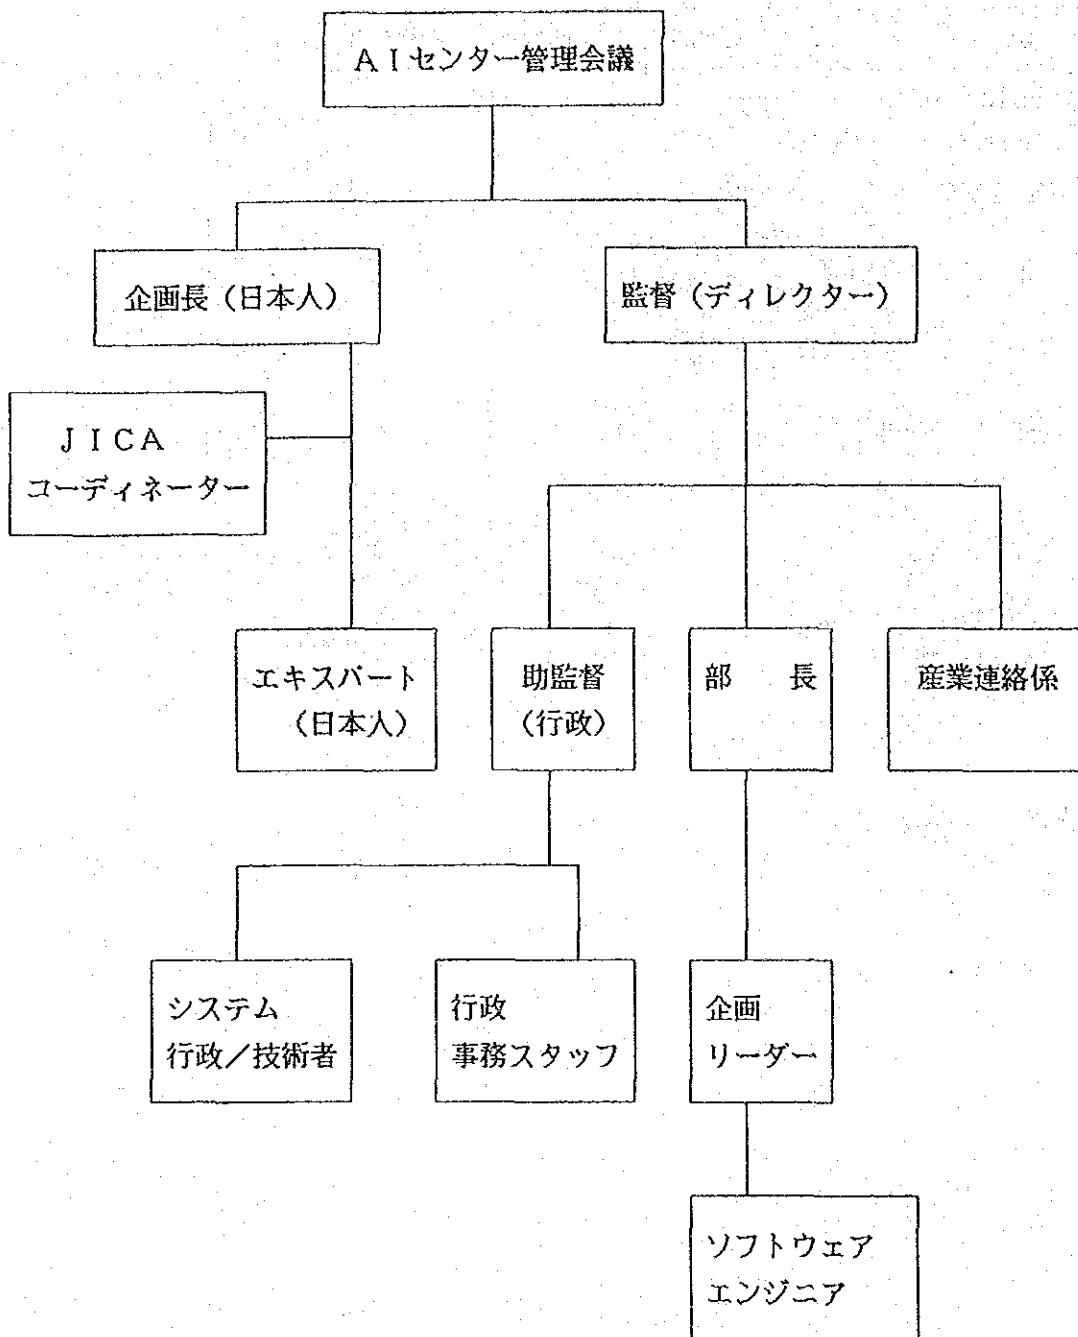 AIセンター管理会議
企画長（日本人）
監督（ディレクター）
JICA
コーディネーター
エキスパート
（日本人）
助監督
（行政）
部　長
産業連絡係
システム
行政／技術者
行政
事務スタッフ
企画
リーダー
ソフトウェア
エンジニア